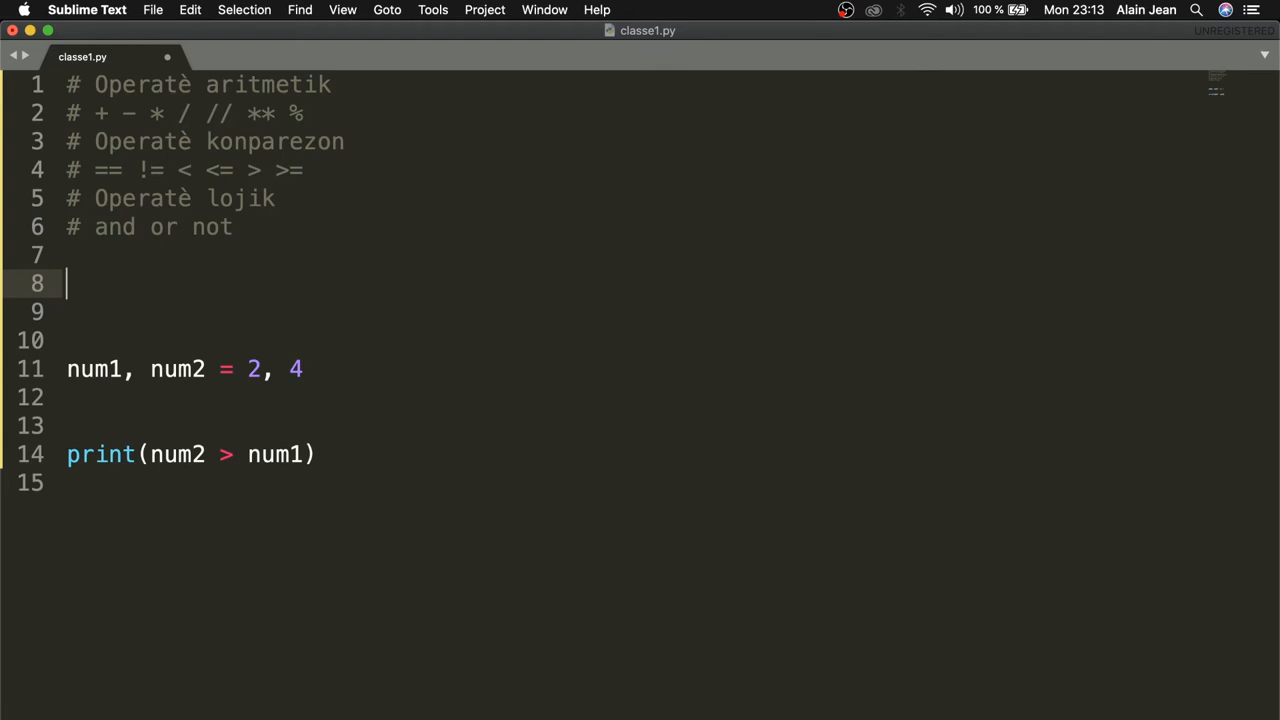 Sublime Text File Edit Selection Find View Goto Tools Project Window Help 100 % Mon 23:13 Alain Jean
classe1.py UNREGISTERED
classe1.py
1 # Operatè aritmetik
2 # + - * / // ** %
3 # Operatè konparezon
4 # == != < <= > >=
5 # Operatè lojik
6 # and or not
7
8
9
10
11 num1, num2 = 2, 4
12
13
14 print(num2 > num1)
15